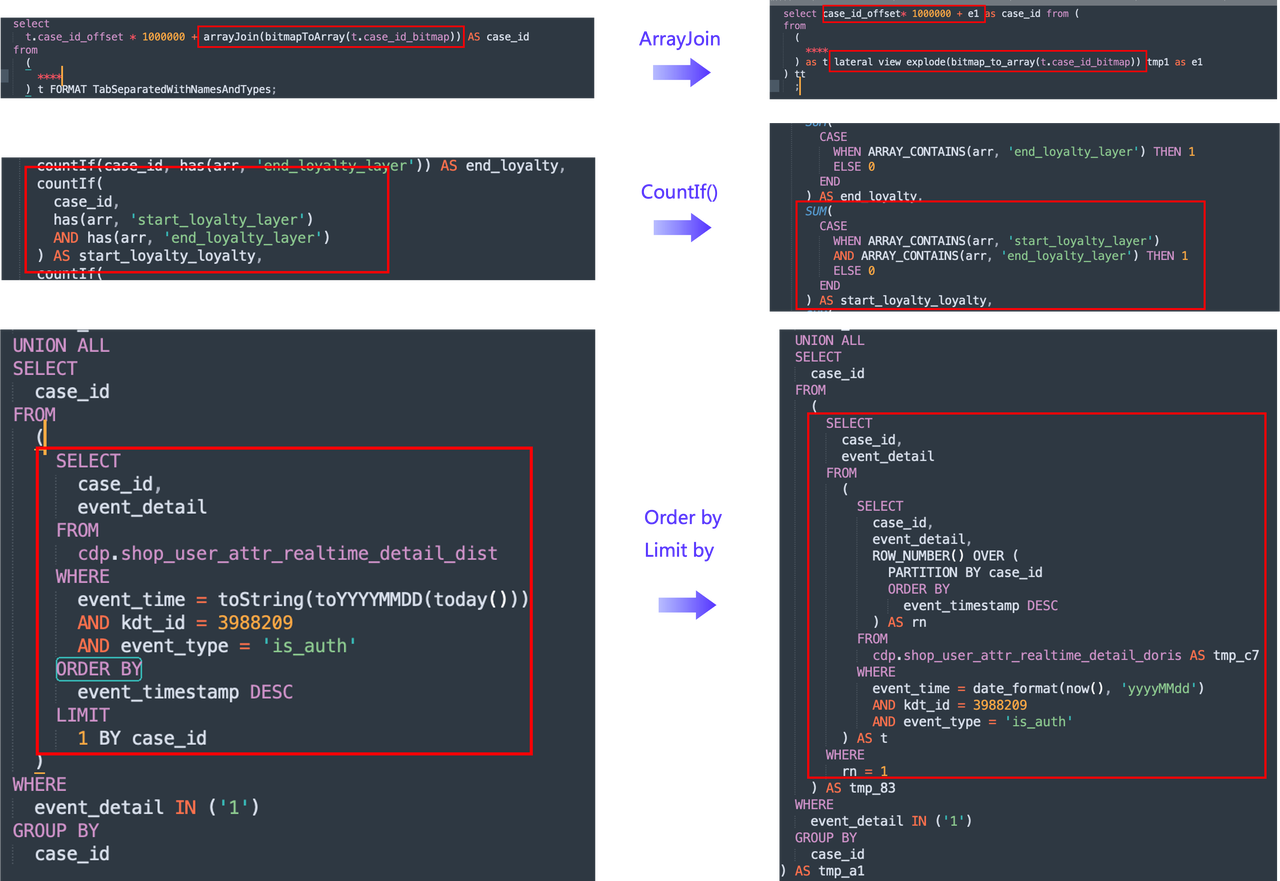 select
t.case_id_offset * 1000000 + arrayJoin(bitmapToArray(t.case_id_bitmap)) AS case_id
from
(
****
) t FORMAT TabSeparatedWithNamesAndTypes;
ArrayJoin
select case_id_offset* 1000000 + e1 as case_id from (
from
(
****
) as t lateral view explode(bitmap_to_array(t.case_id_bitmap)) tmp1 as e1
) tt
;
countIf(case_id, has(arr, 'end_loyalty_layer')) AS end_loyalty,
countIf(
case_id,
has(arr, 'start_loyalty_layer')
AND has(arr, 'end_loyalty_layer')
) AS start_loyalty_loyalty,
countIf(
CountIf()
SUM(
CASE
WHEN ARRAY_CONTAINS(arr, 'end_loyalty_layer') THEN 1
ELSE 0
END
) AS end_loyalty,
SUM(
CASE
WHEN ARRAY_CONTAINS(arr, 'start_loyalty_layer')
AND ARRAY_CONTAINS(arr, 'end_loyalty_layer') THEN 1
ELSE 0
END
) AS start_loyalty_loyalty,
UNION ALL
SELECT
case_id
FROM
(
SELECT
case_id,
event_detail
FROM
cdp.shop_user_attr_realtime_detail_dist
WHERE
event_time = toString(toYYYYMMDD(today()))
AND kdt_id = 3988209
AND event_type = 'is_auth'
ORDER BY
event_timestamp DESC
LIMIT
1 BY case_id
)
WHERE
event_detail IN ('1')
GROUP BY
case_id
Order by
Limit by
UNION ALL
SELECT
case_id
FROM
(
SELECT
case_id,
event_detail
FROM
(
SELECT
case_id,
event_detail,
ROW_NUMBER() OVER (
PARTITION BY case_id
ORDER BY
event_timestamp DESC
) AS rn
FROM
cdp.shop_user_attr_realtime_detail_doris AS tmp_c7
WHERE
event_time = date_format(now(), 'yyyyMMdd')
AND kdt_id = 3988209
AND event_type = 'is_auth'
) AS t
WHERE
rn = 1
) AS tmp_83
WHERE
event_detail IN ('1')
GROUP BY
case_id
) AS tmp_a1